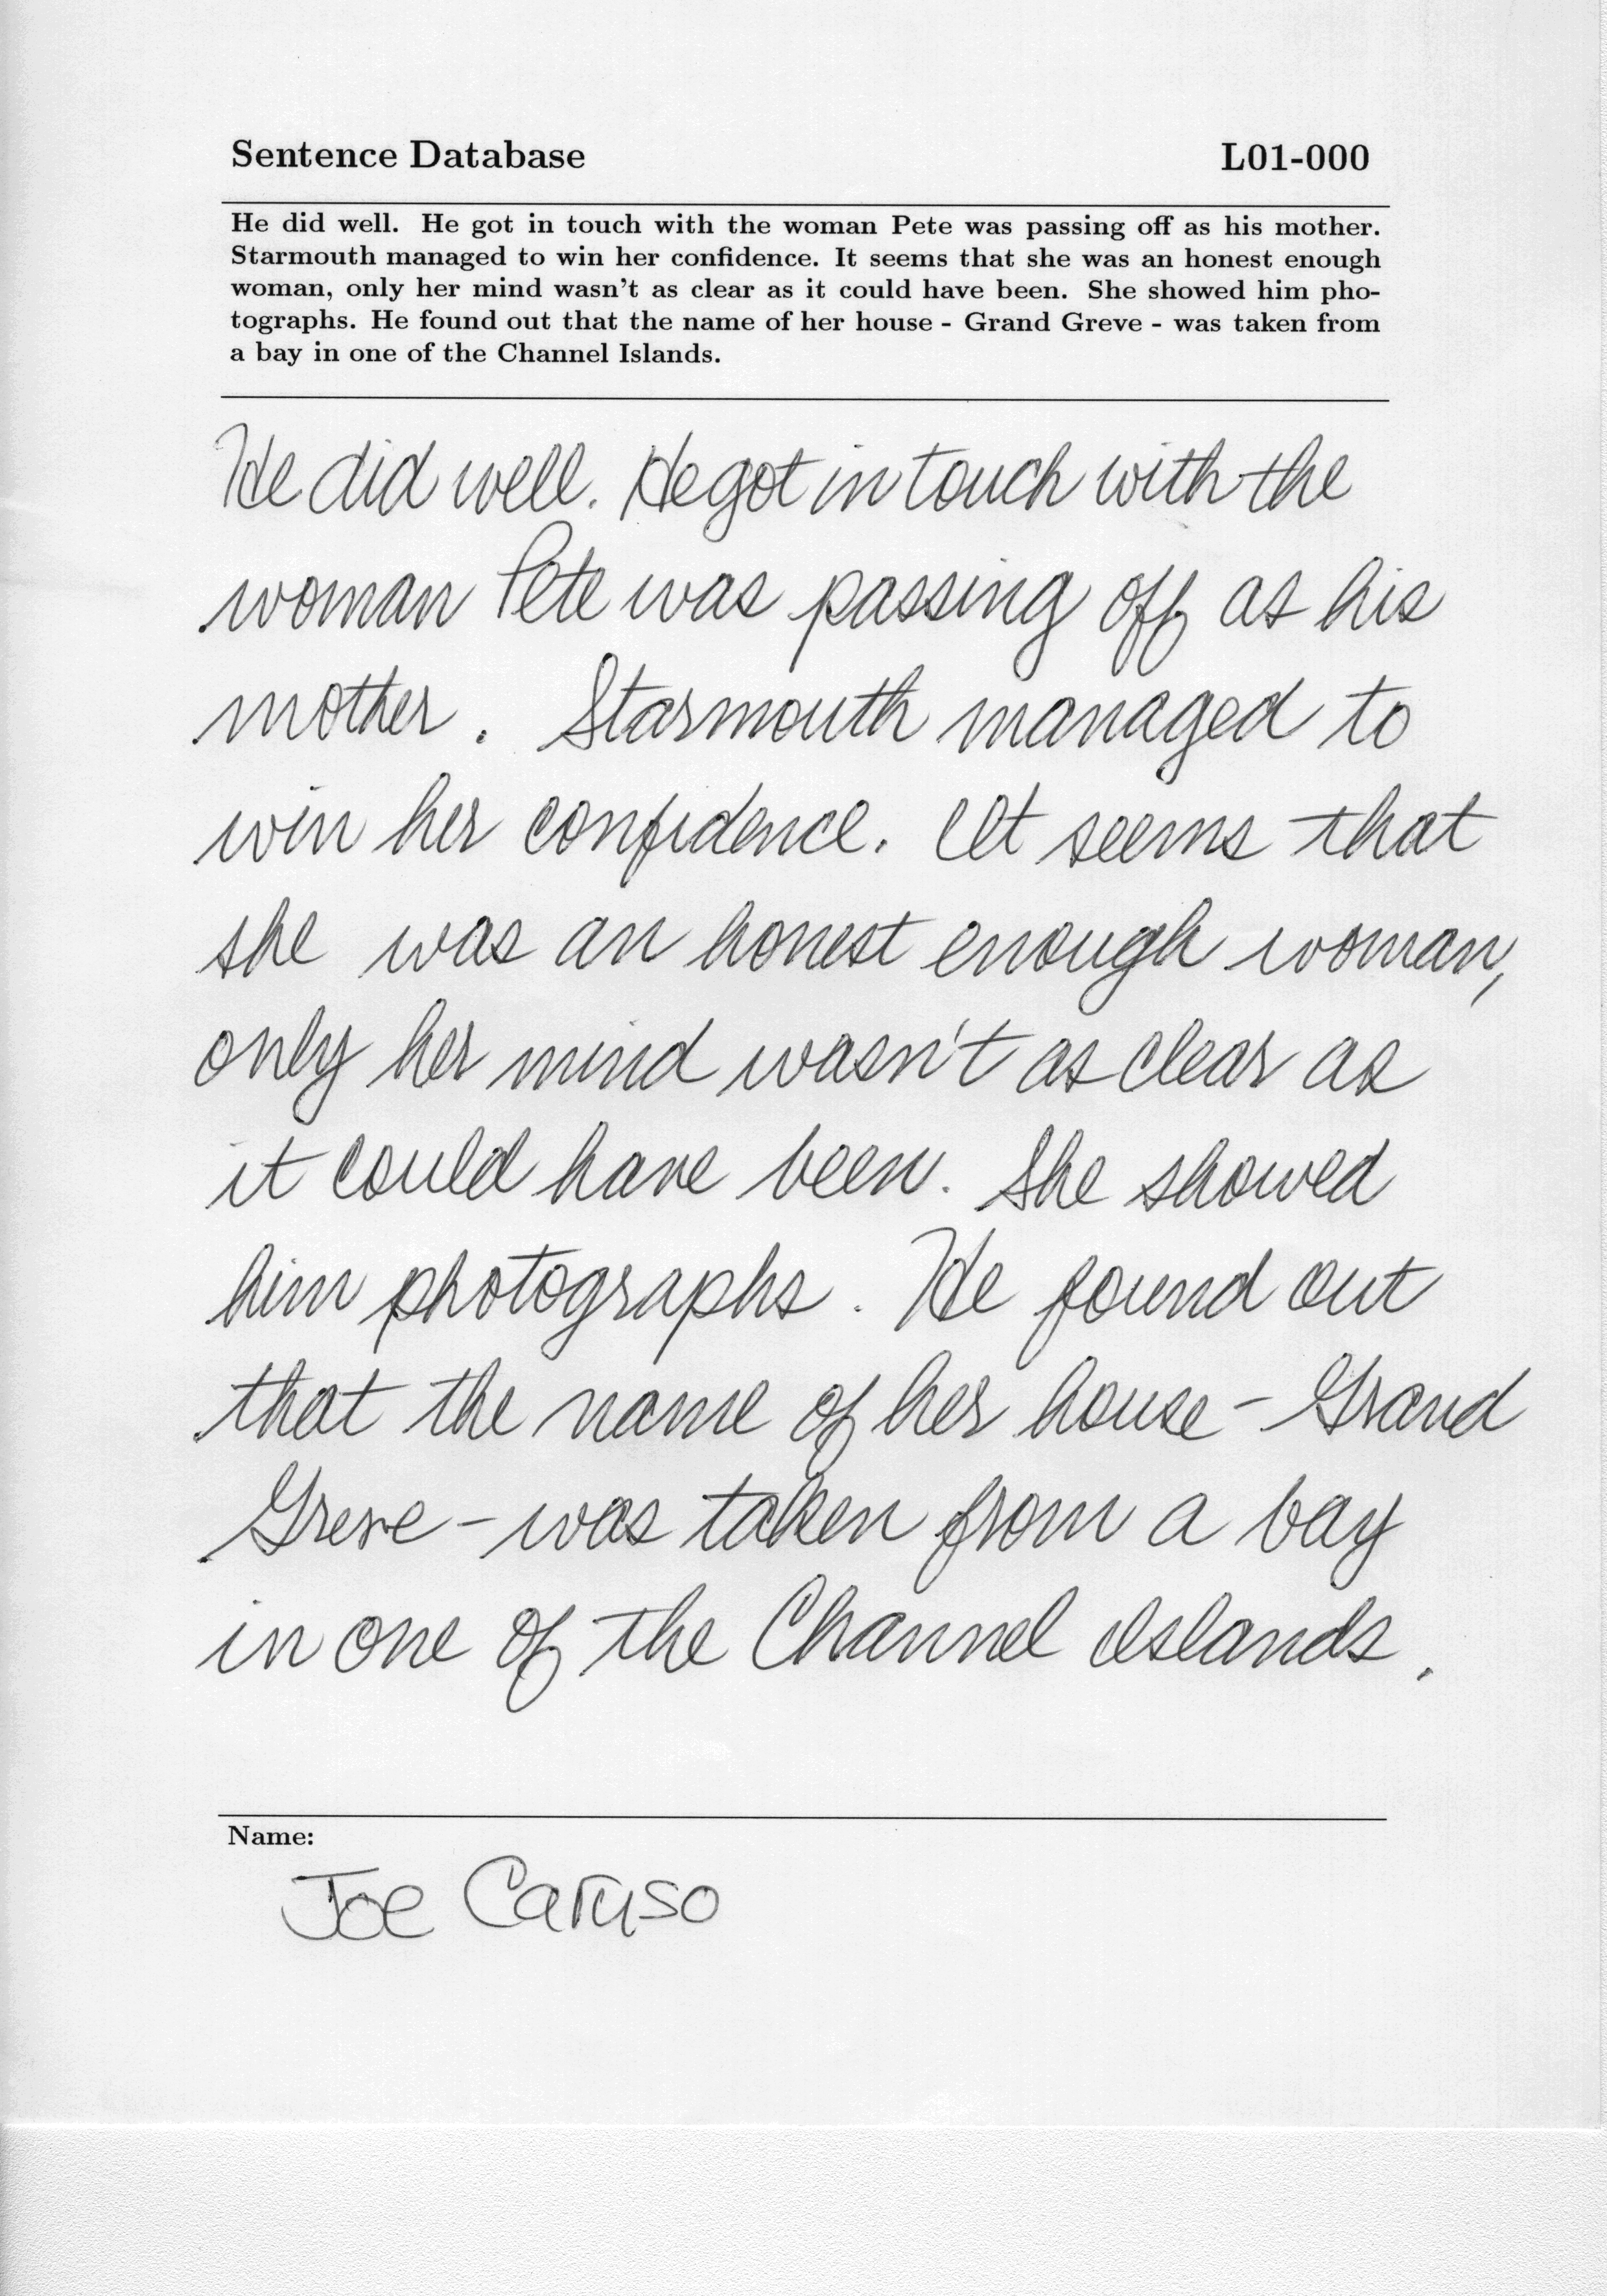 Sentence Database L01-000
He did well. He got in touch with the woman Pete was passing off as his mother.
Starmouth managed to win her confidence. It seems that she was an honest enough
woman, only her mind wasn't as clear as it could have been. She showed him pho-
tographs. He found out that the name of her house - Grand Greve - was taken from
a bay in one of the Channel Islands.
He did well. He got in touch with the
woman Pete was passing off as his
mother. Starmouth managed to
win her confidence. It seems that
she was an honest enough woman,
only her mind wasn't as clear as
it could have been. She showed
him photographs. He found out
that the name of her house - Grand
Greve - was taken from a bay
in one of the Channel Islands.
Name:
Joe Caruso